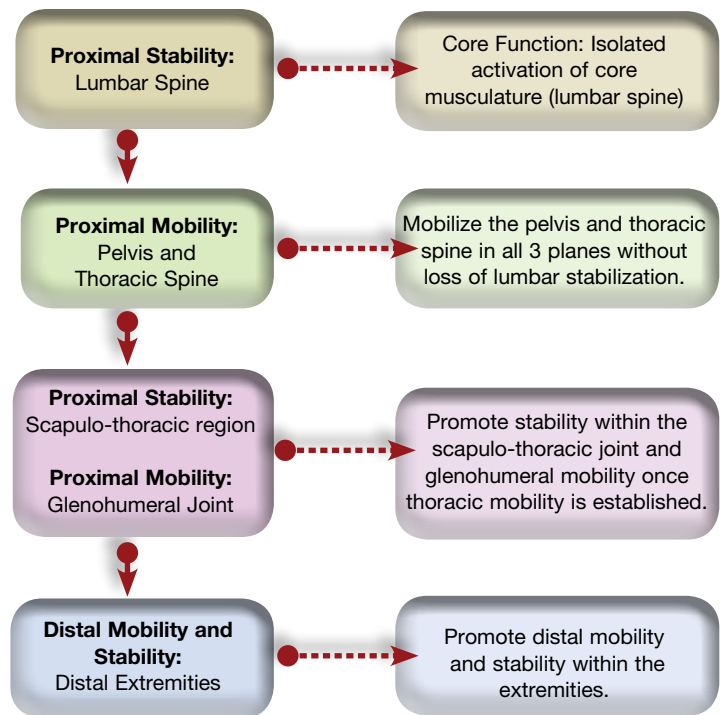 Proximal Stability:
Lumbar Spine
Core Function: Isolated
activation of core
musculature (lumbar spine)
Proximal Mobility:
Pelvis and
Thoracic Spine
Mobilize the pelvis and thoracic
spine in all 3 planes without
loss of lumbar stabilization.
Proximal Stability:
Scapulo-thoracic region
Proximal Mobility:
Glenohumeral Joint
Promote stability within the
scapulo-thoracic joint and
glenohumeral mobility once
thoracic mobility is established.
Distal Mobility and
Stability:
Distal Extremities
Promote distal mobility
and stability within the
extremities.